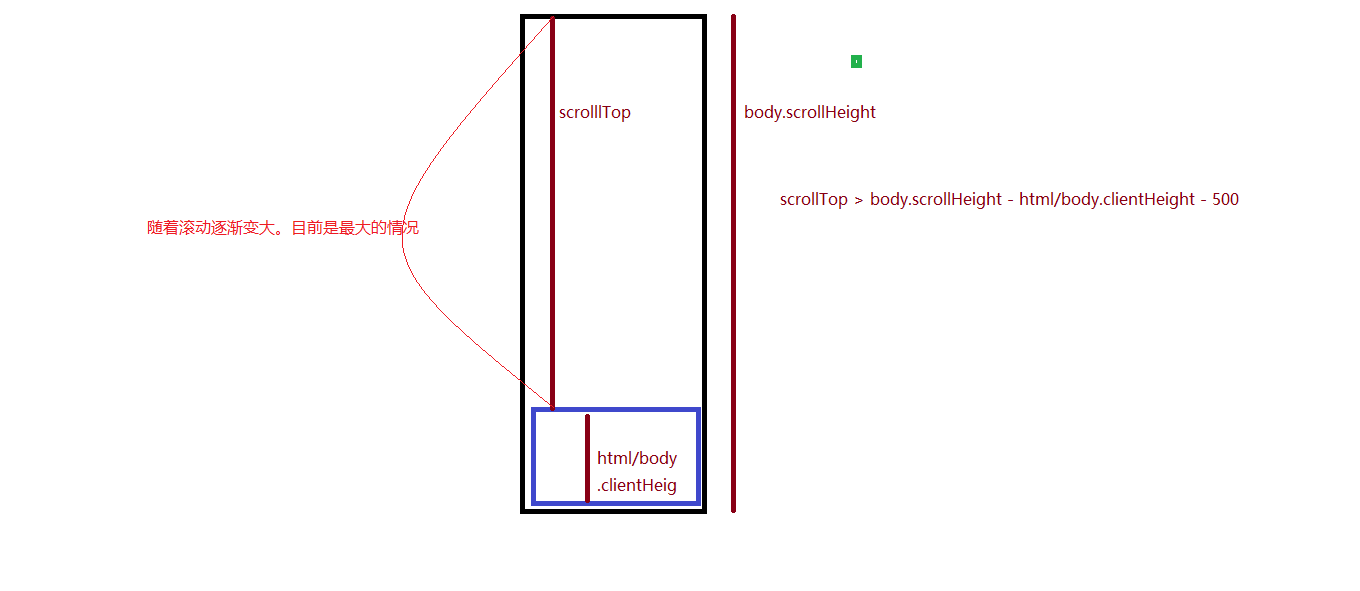 scrolllTop
body.scrollHeight
scrollTop > body.scrollHeight - html/body.clientHeight - 500
随着滚动逐渐变大。目前是最大的情况
html/body
.clientHeig